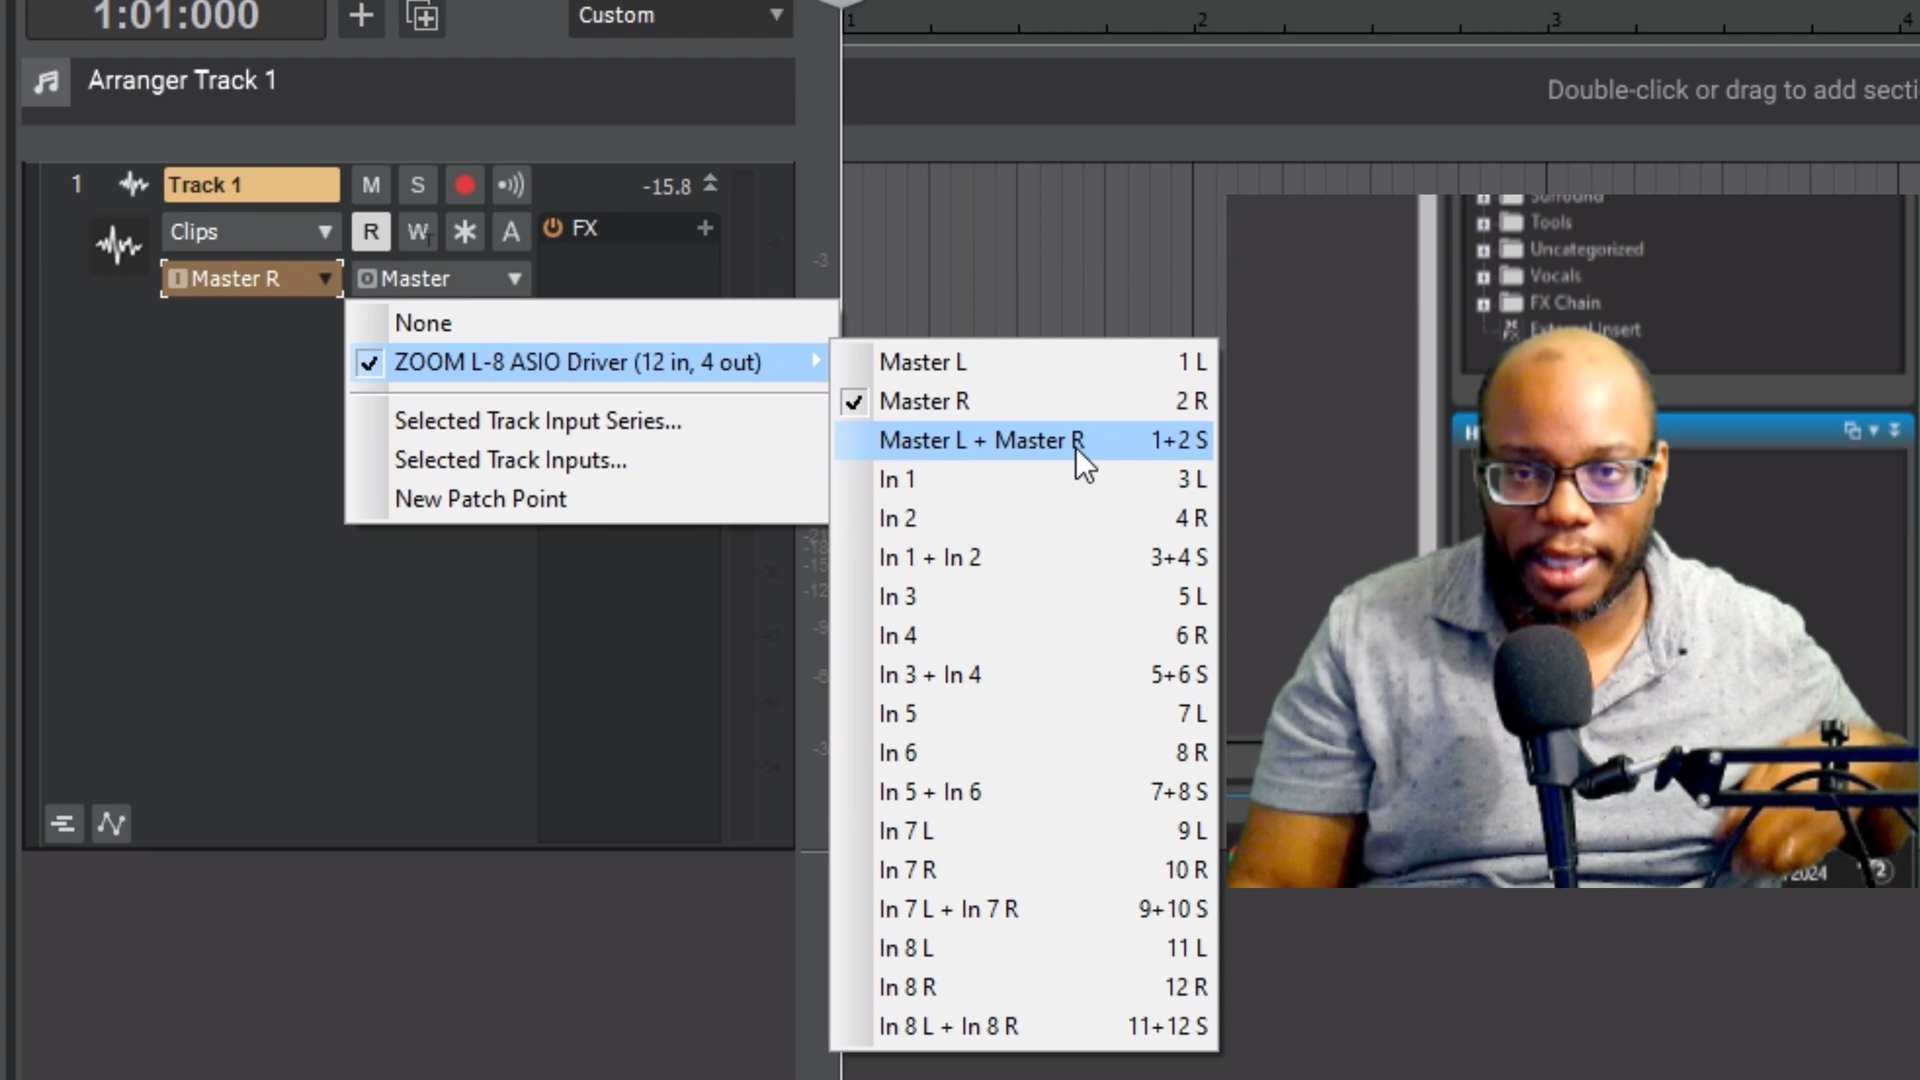 1:01:000
Custom
1
2
3
4
Arranger Track 1
Double-click or drag to add secti
1
Track 1
M
S
-15.8
Clips
R
W
A
FX
Master R
Master
-3
None
ZOOM L-8 ASIO Driver (12 in, 4 out)
Selected Track Input Series...
Selected Track Inputs...
New Patch Point
Master L 1 L
Master R 2 R
Master L + Master R 1+2 S
In 1 3 L
In 2 4 R
In 1 + In 2 3+4 S
In 3 5 L
In 4 6 R
In 3 + In 4 5+6 S
In 5 7 L
In 6 8 R
In 5 + In 6 7+8 S
In 7 L 9 L
In 7 R 10 R
In 7 L + In 7 R 9+10 S
In 8 L 11 L
In 8 R 12 R
In 8 L + In 8 R 11+12 S
Surround
Tools
Uncategorized
Vocals
FX Chain
External Insert
2024
2